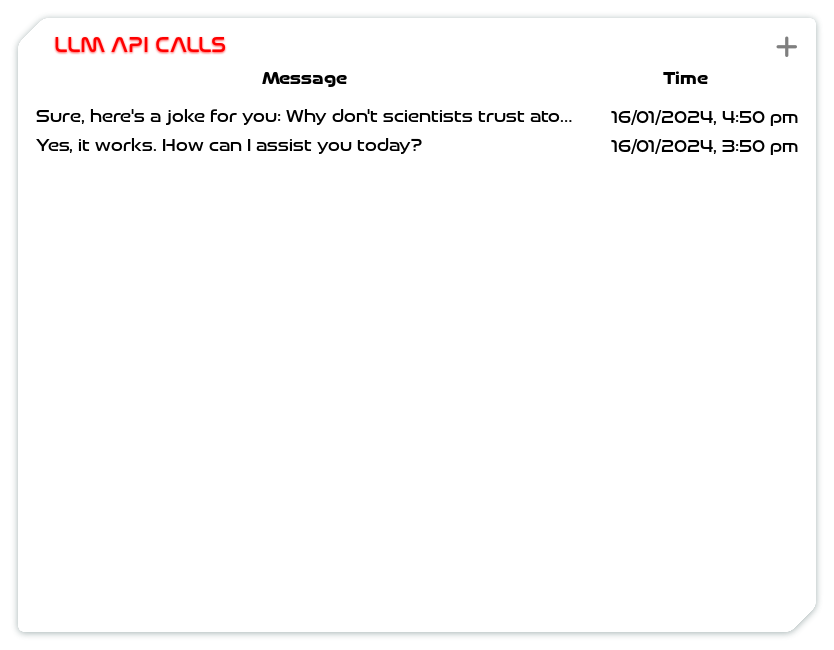 LLM API CALLS
Message Time
Sure, here's a joke for you: Why don't scientists trust ato... 16/01/2024, 4:50 pm
Yes, it works. How can I assist you today? 16/01/2024, 3:50 pm